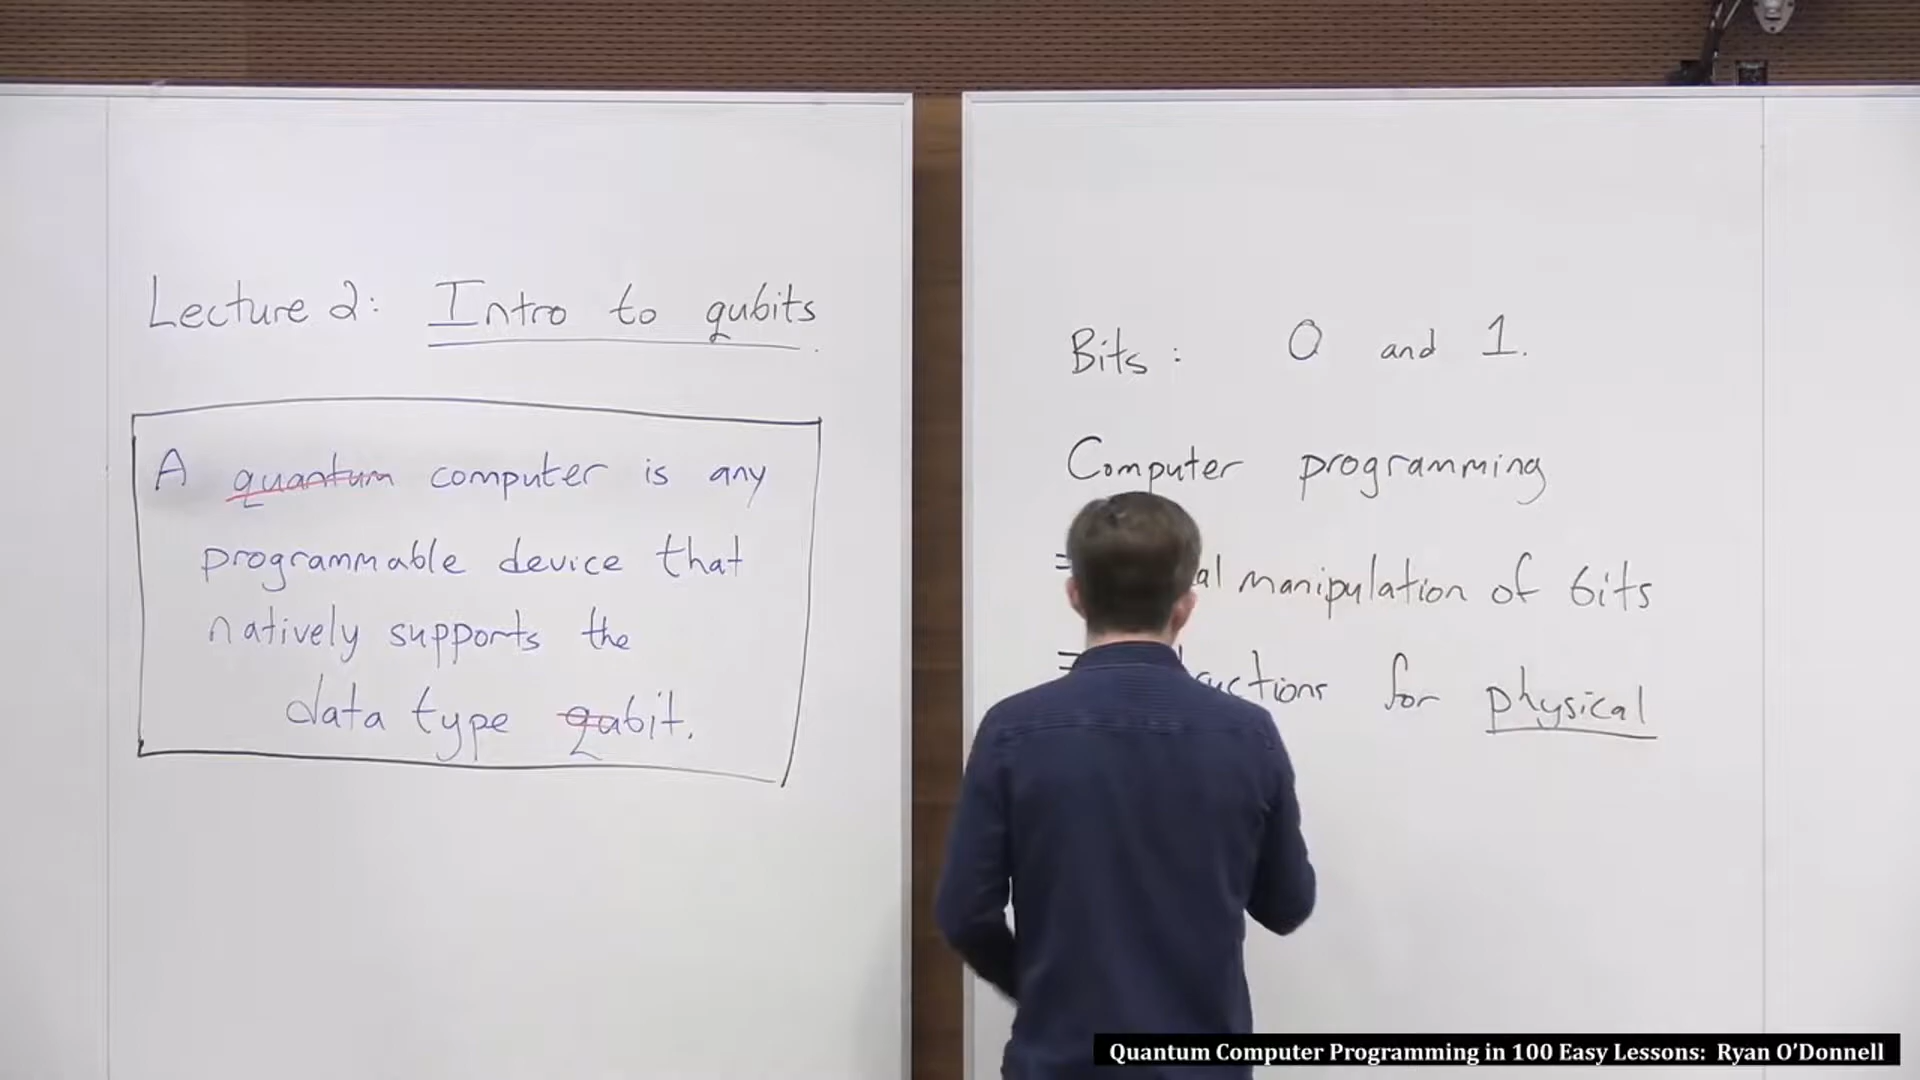 Lecture 2: Intro to qubits.
A quantum computer is any
programmable device that
natively supports the
data type qubit.
Bits: 0 and 1.
Computer programming
manipulation of bits
for physical
Quantum Computer Programming in 100 Easy Lessons: Ryan O'Donnell